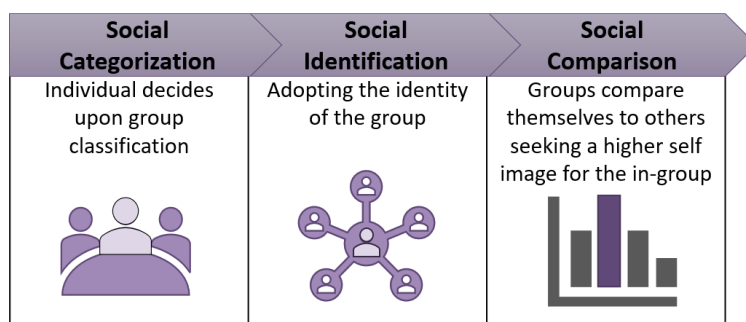 Social
Categorization
Individual decides
upon group
classification
Social
Identification
Adopting the identity
of the group
Social
Comparison
Groups compare
themselves to others
seeking a higher self
image for the in-group